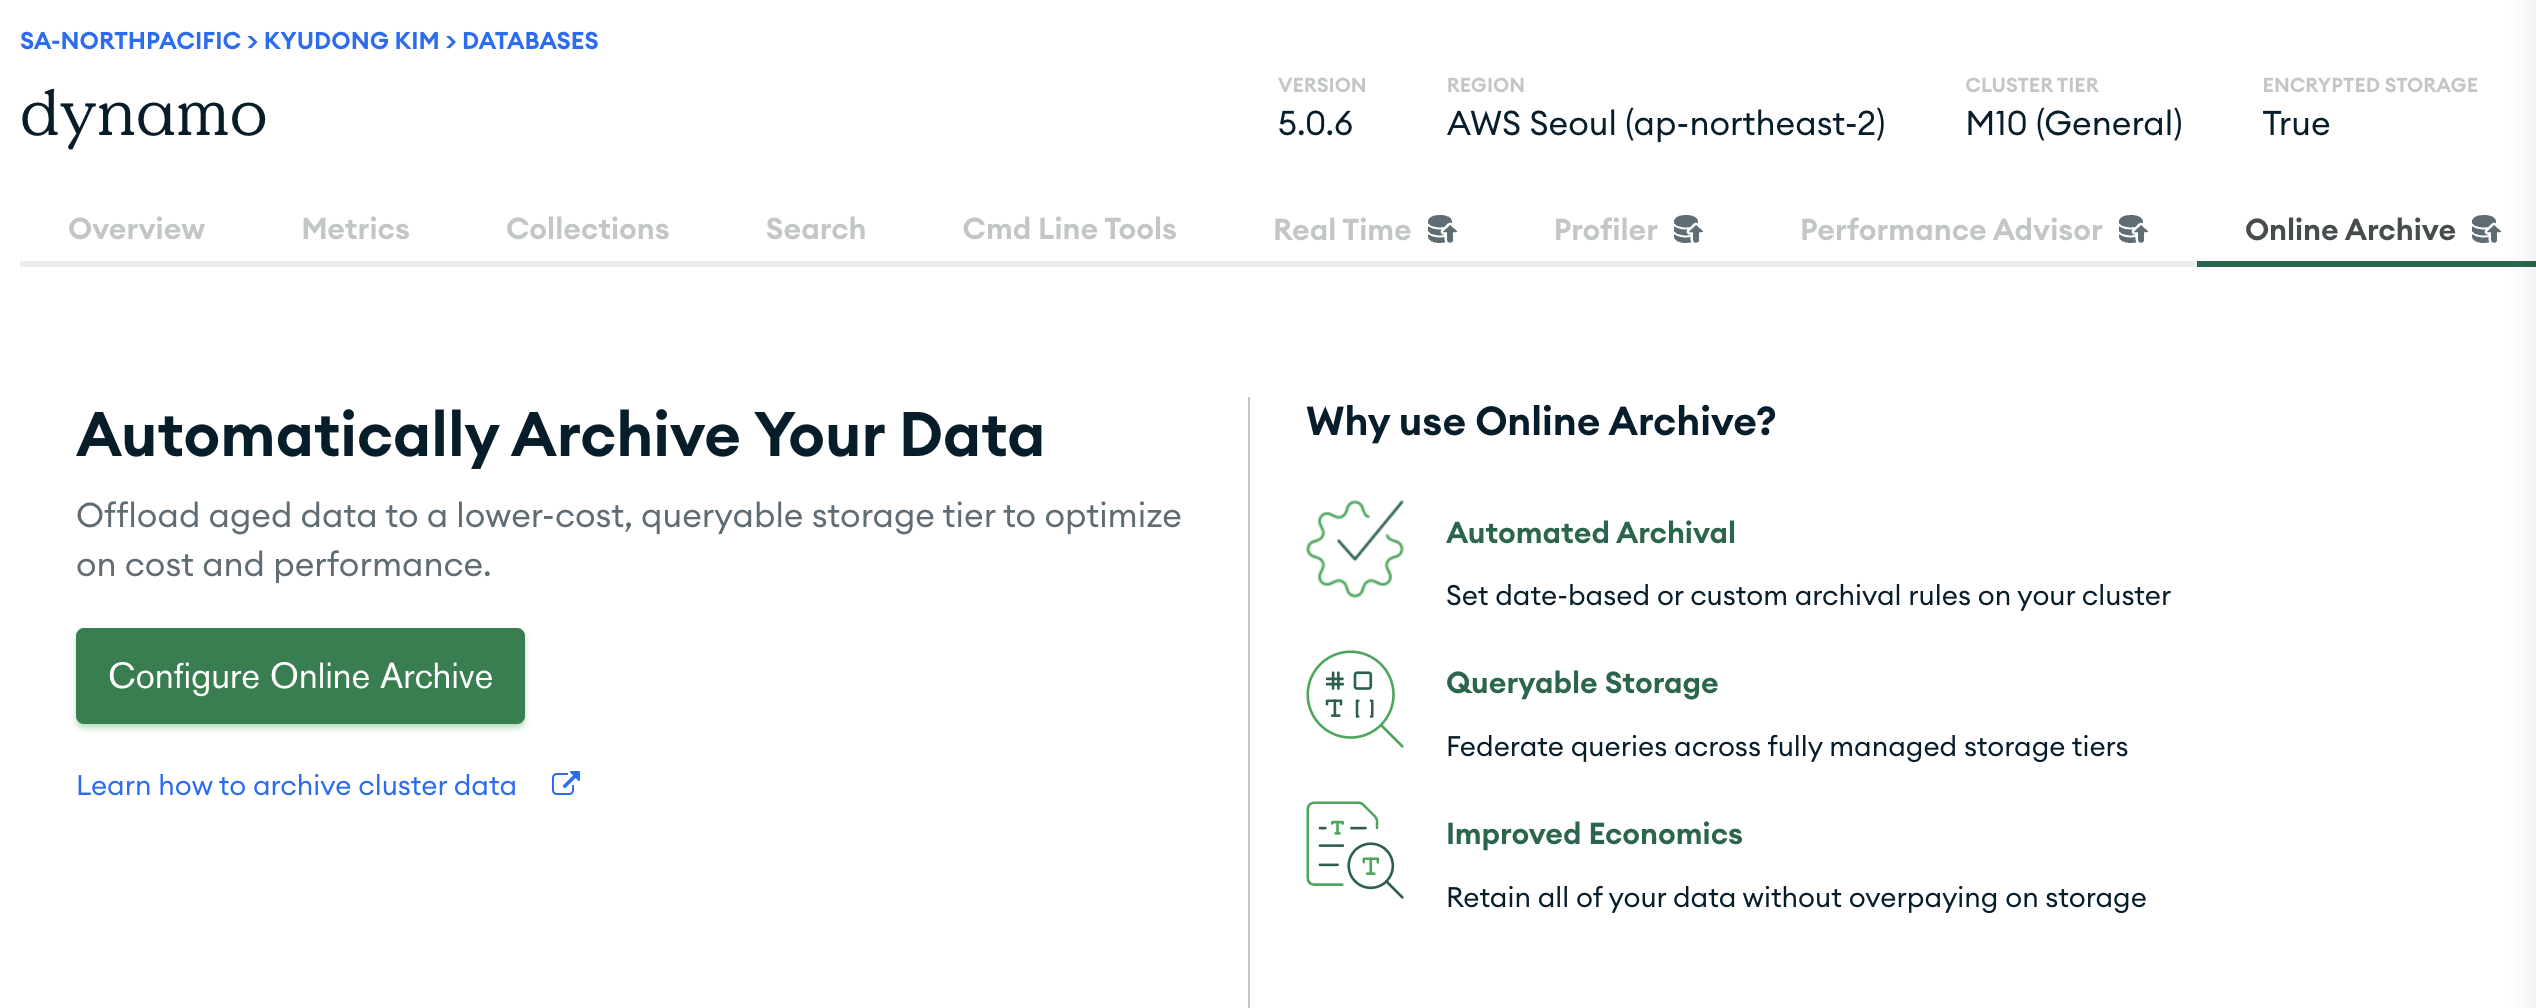 SA-NORTHPACIFIC > KYUDONG KIM > DATABASES
dynamo
VERSION
5.0.6
REGION
AWS Seoul (ap-northeast-2)
CLUSTER TIER
M10 (General)
ENCRYPTED STORAGE
True
Overview Metrics Collections Search Cmd Line Tools Real Time Profiler Performance Advisor Online Archive
Automatically Archive Your Data
Offload aged data to a lower-cost, queryable storage tier to optimize
on cost and performance.
Configure Online Archive
Learn how to archive cluster data
Why use Online Archive?
Automated Archival
Set date-based or custom archival rules on your cluster
Queryable Storage
Federate queries across fully managed storage tiers
Improved Economics
Retain all of your data without overpaying on storage